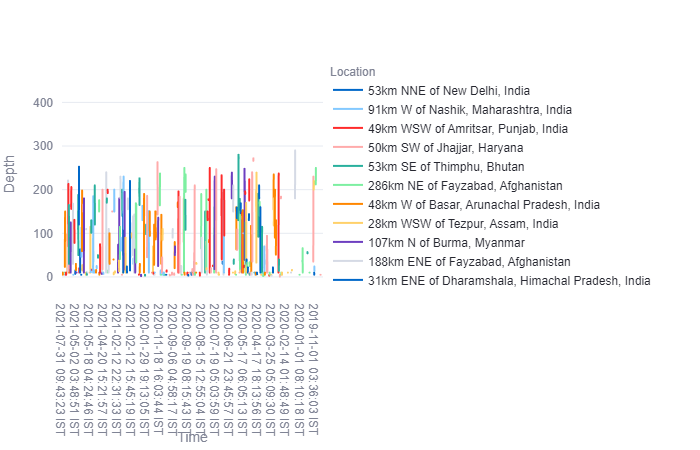 Location
53km NNE of New Delhi, India
91km W of Nashik, Maharashtra, India
49km WSW of Amritsar, Punjab, India
50km SW of Jhajjar, Haryana
53km SE of Thimphu, Bhutan
286km NE of Fayzabad, Afghanistan
48km W of Basar, Arunachal Pradesh, India
28km WSW of Tezpur, Assam, India
107km N of Burma, Myanmar
188km ENE of Fayzabad, Afghanistan
31km ENE of Dharamshala, Himachal Pradesh, India
Depth
400
300
200
100
0
2021-07-31 09:43:23 IST
2021-05-02 03:48:51 IST
2021-05-18 04:24:46 IST
2021-04-20 15:21:57 IST
2021-02-12 22:31:33 IST
2021-02-12 15:45:19 IST
2020-01-29 19:13:05 IST
2020-11-18 16:03:44 IST
2020-09-06 04:58:17 IST
2020-09-19 08:15:43 IST
2020-08-15 12:55:04 IST
2020-07-19 05:03:59 IST
2020-06-21 23:45:57 IST
2020-05-17 06:05:13 IST
2020-04-17 18:13:56 IST
2020-03-25 05:09:30 IST
2020-02-14 01:48:49 IST
2020-01-01 08:10:18 IST
2019-11-01 03:36:03 IST
Time